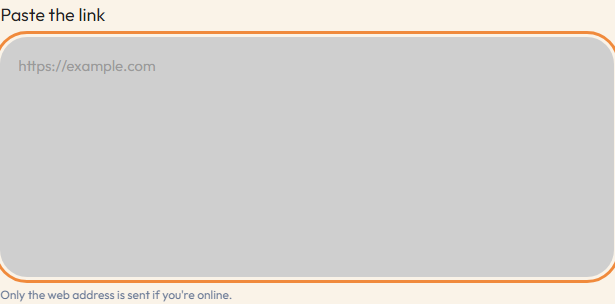 Paste the link
https://example.com
Only the web address is sent if you're online.